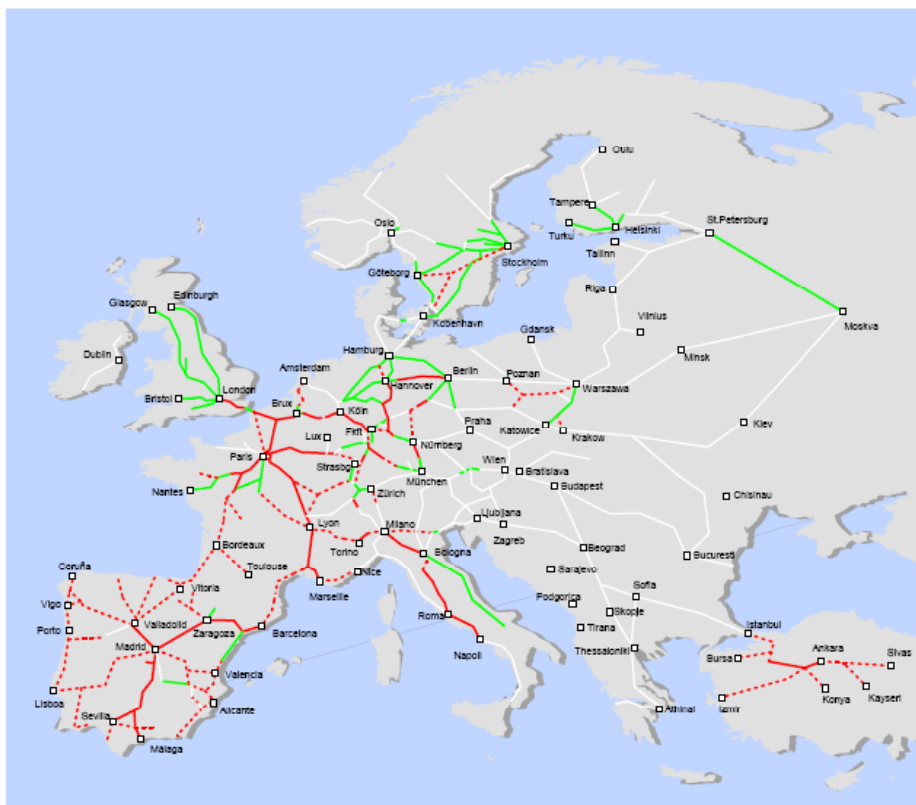 Oulu
Tampere
Turku
Helsinki
St.Petersburg
Tallinn
Oslo
Stockholm
Göteborg
Riga
Moskva
Vilnius
Glasgow
Edinburgh
Kobenhavn
Gdansk
Minsk
Dublin
Hamburg
Amsterdam
Hannover
Berlin
Poznan
Warszawa
London
Bristol
Brux
Köln
Praha
Katowice
Krakow
Kiev
Lux
Fkft
Nürnberg
Paris
Strasbg
München
Wien
Bratislava
Nantes
Zürich
Budapest
Chisinau
Lyon
Milano
Ljubljana
Zagreb
Bordeaux
Torino
Bologna
Beograd
Bucuresti
Coruña
Toulouse
Nice
Marseille
Sarajevo
Vitoria
Sofia
Vigo
Podgorica
Skopje
Porto
Valladolid
Zaragoza
Barcelona
Roma
Tirana
Istanbul
Madrid
Napoli
Thessaloniki
Bursa
Ankara
Sivas
Valencia
Lisboa
Alicante
Izmir
Konya
Kayseri
Sevilla
Athinai
Málaga